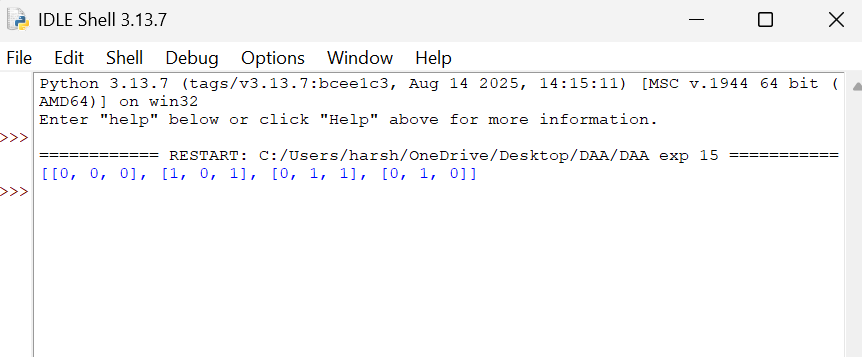 IDLE Shell 3.13.7
File Edit Shell Debug Options Window Help
Python 3.13.7 (tags/v3.13.7:bcee1c3, Aug 14 2025, 14:15:11) [MSC v.1944 64 bit (
AMD64)] on win32
Enter "help" below or click "Help" above for more information.
>>>
============ RESTART: C:/Users/harsh/OneDrive/Desktop/DAA/DAA exp 15 ===========
[[0, 0, 0], [1, 0, 1], [0, 1, 1], [0, 1, 0]]
>>>